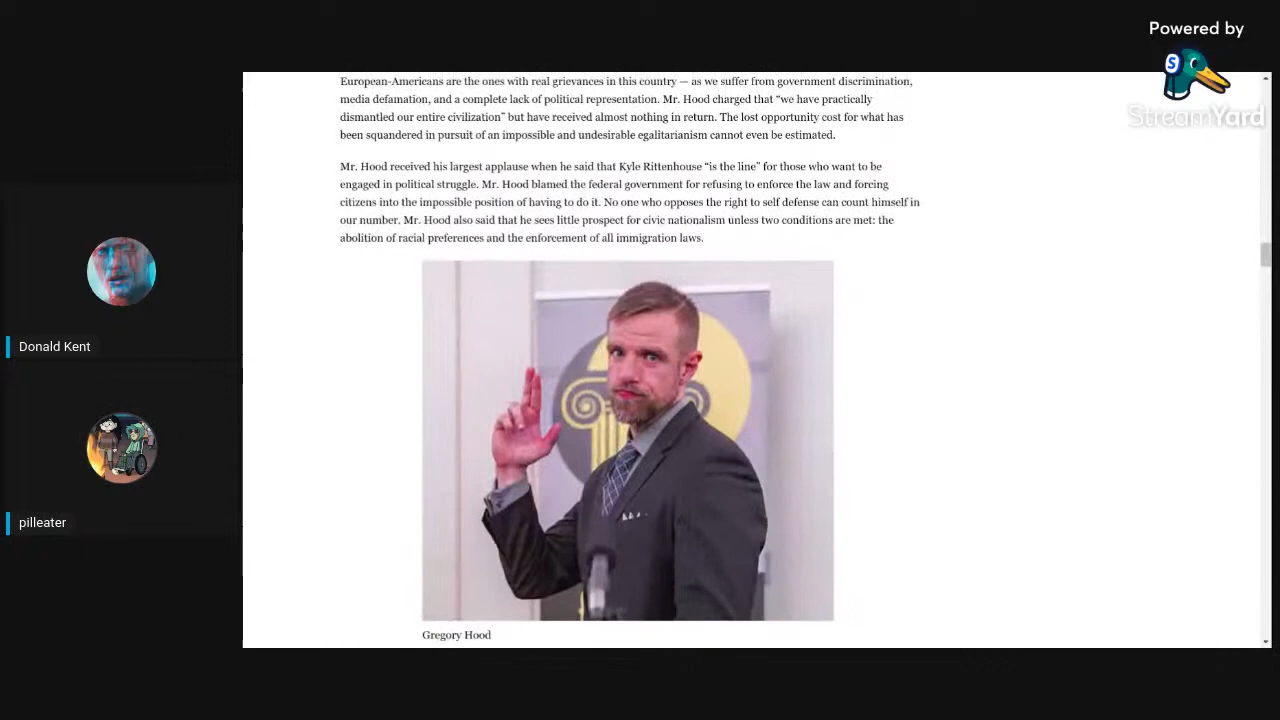 Powered by
StreamYard
European-Americans are the ones with real grievances in this country — as we suffer from government discrimination,
media defamation, and a complete lack of political representation. Mr. Hood charged that “we have practically
dismantled our entire civilization” but have received almost nothing in return. The lost opportunity cost for what has
been squandered in pursuit of an impossible and undesirable egalitarianism cannot even be estimated.
Mr. Hood received his largest applause when he said that Kyle Rittenhouse “is the line” for those who want to be
engaged in political struggle. Mr. Hood blamed the federal government for refusing to enforce the law and forcing
citizens into the impossible position of having to do it. No one who opposes the right to self defense can count himself in
our number. Mr. Hood also said that he sees little prospect for civic nationalism unless two conditions are met: the
abolition of racial preferences and the enforcement of all immigration laws.
Gregory Hood
Donald Kent
pilleater